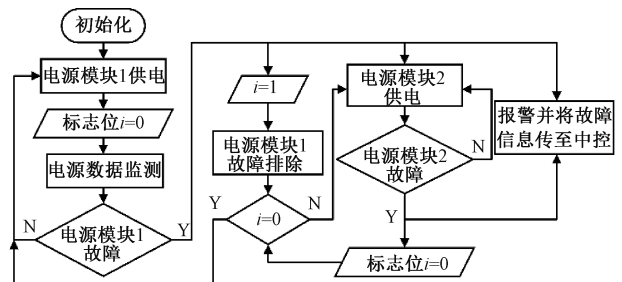 初始化
电源模块1供电
标志位i=0
电源数据监测
电源模块1
故障
N
Y
i=1
电源模块1
故障排除
i=0
Y
N
电源模块2
供电
电源模块2
故障
N
Y
标志位i=0
报警并将故障
信息传至中控